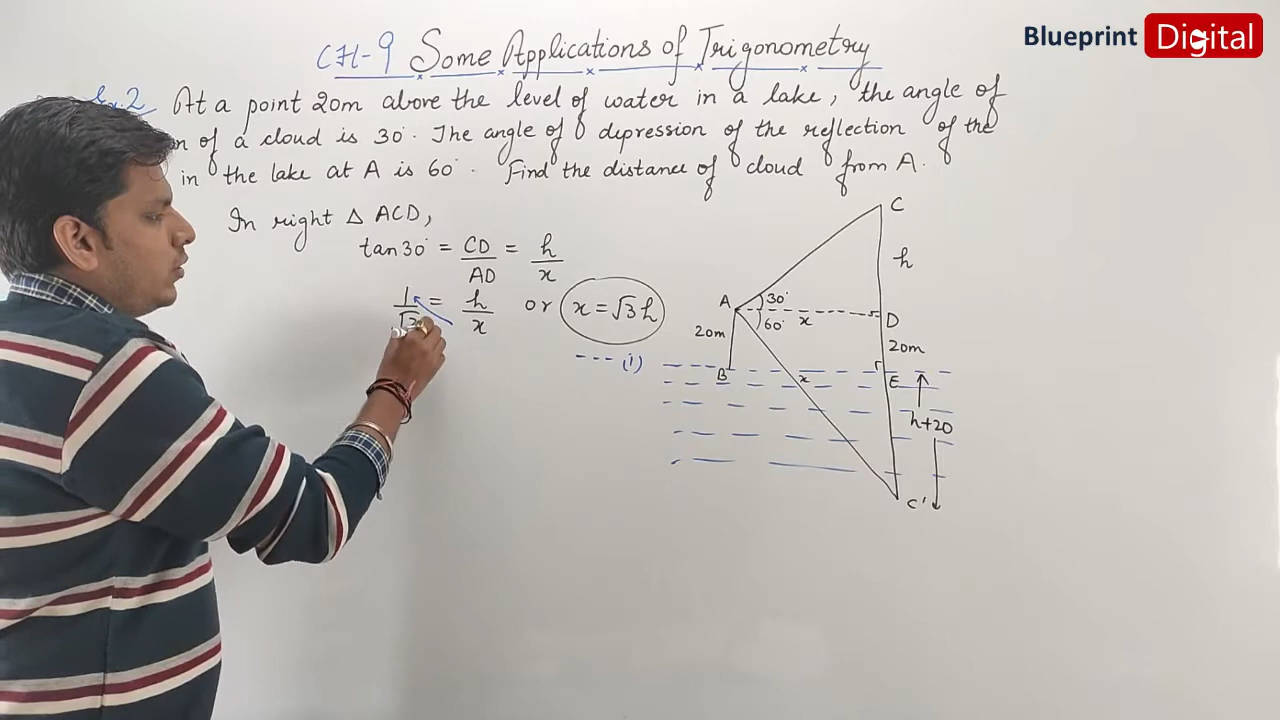 Blueprint Digital
CH-9 Some Applications of Trigonometry
2 At a point 20m above the level of water in a lake, the angle of
n of a cloud is 30°. The angle of depression of the reflection of the
in the lake at A is 60°. Find the distance of cloud from A.
In right △ ACD,
tan30° = CD/AD = h/x
1/√3 = h/x or x = √3h
--- (i)
C
h
A 30° x D
60°
20m 20m
B x E
h+20
C'